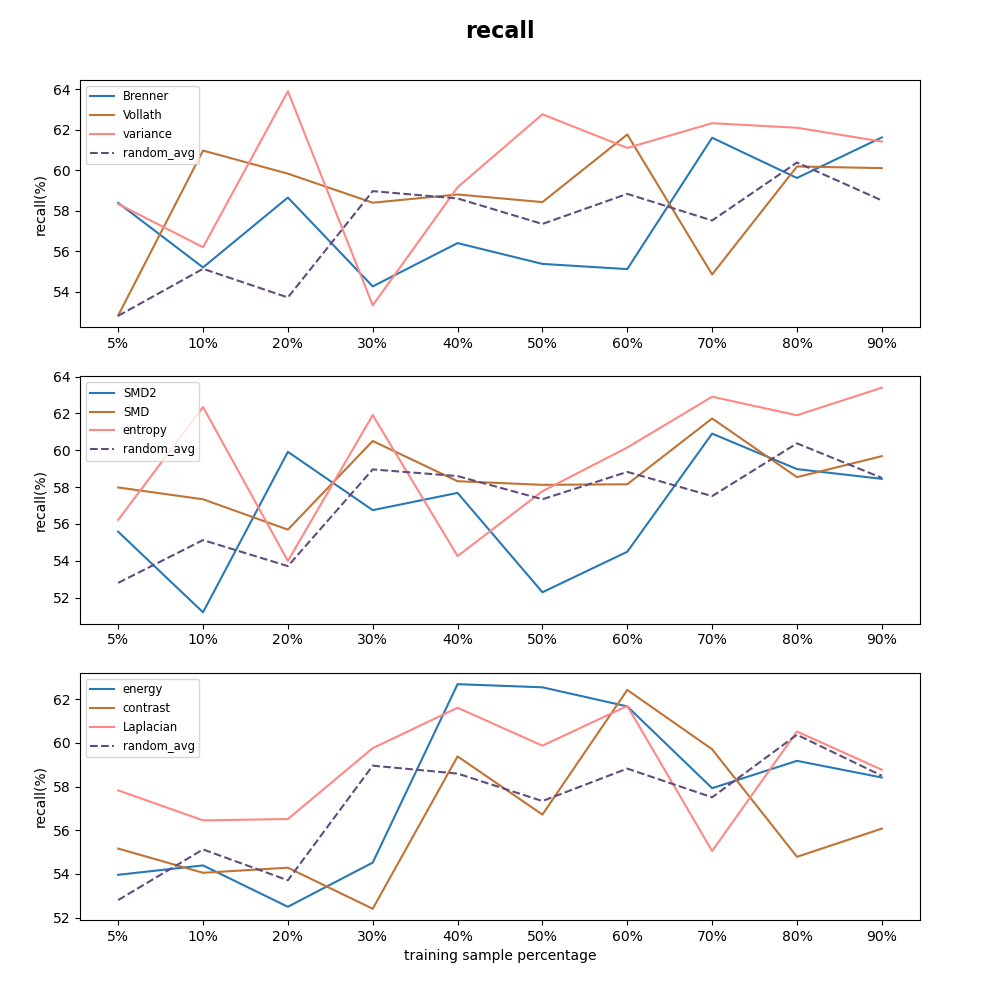 recall
64
62
60
58
56
54
recall(%)
Brenner
Vollath
variance
random_avg
5% 10% 20% 30% 40% 50% 60% 70% 80% 90%
64
62
60
58
56
54
52
recall(%)
SMD2
SMD
entropy
random_avg
5% 10% 20% 30% 40% 50% 60% 70% 80% 90%
62
60
58
56
54
52
recall(%)
energy
contrast
Laplacian
random_avg
5% 10% 20% 30% 40% 50% 60% 70% 80% 90%
training sample percentage